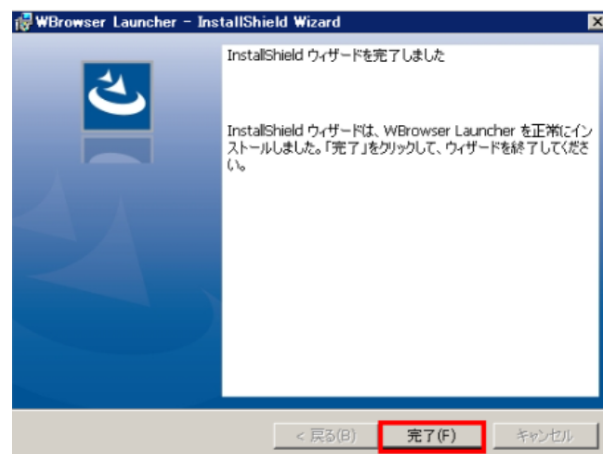 WBrowser Launcher - InstallShield Wizard
InstallShield ウィザードを完了しました
InstallShield ウィザードは、WBrowser Launcher を正常にイン
ストールしました。「完了」をクリックして、ウィザードを終了してくださ
い。
< 戻る(B)
完了(F)
キャンセル